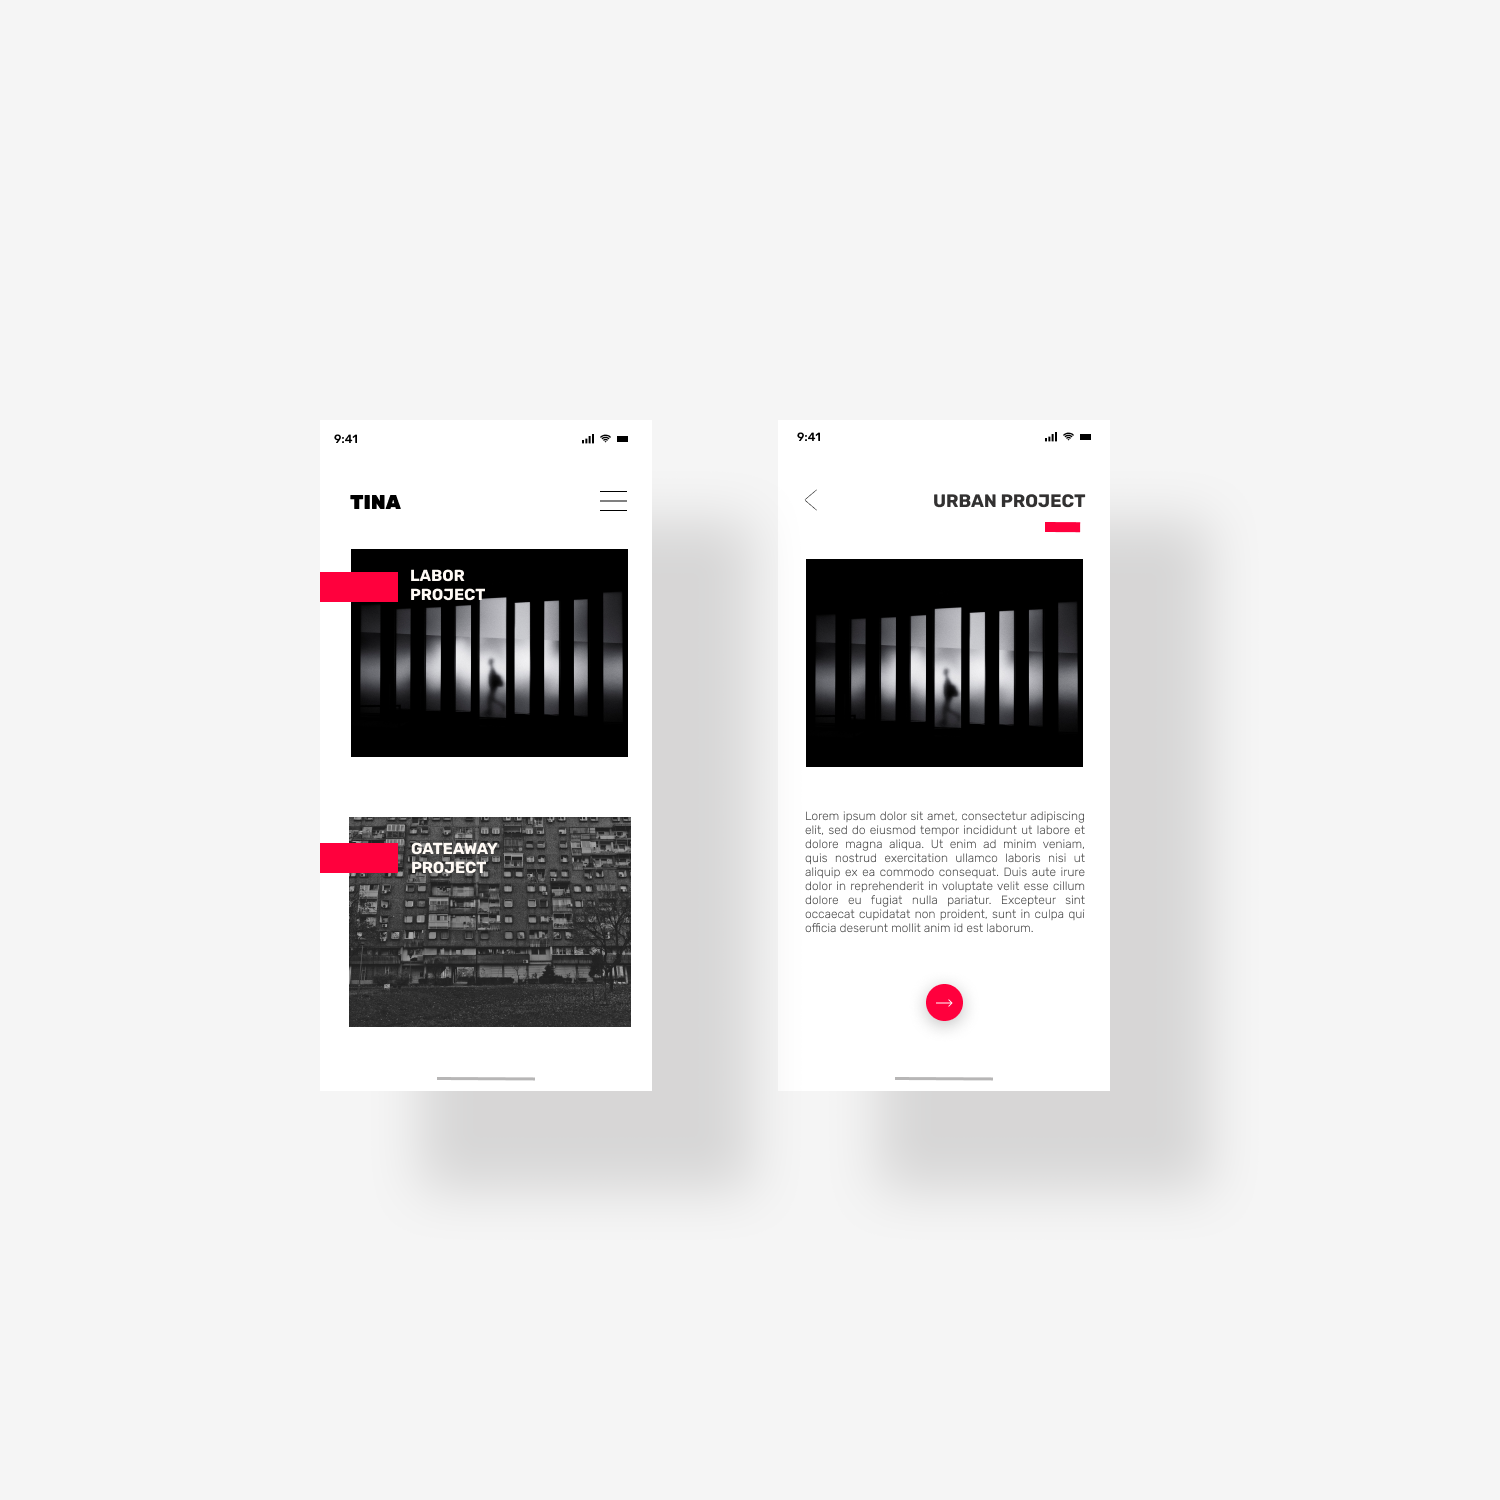 9:41
TINA
LABOR
PROJECT
GATEAWAY
PROJECT
9:41
URBAN PROJECT
Lorem ipsum dolor sit amet, consectetur adipiscing
elit, sed do eiusmod tempor incididunt ut labore et
dolore magna aliqua. Ut enim ad minim veniam,
quis nostrud exercitation ullamco laboris nisi ut
aliquip ex ea commodo consequat. Duis aute irure
dolor in reprehenderit in voluptate velit esse cillum
dolore eu fugiat nulla pariatur. Excepteur sint
occaecat cupidatat non proident, sunt in culpa qui
officia deserunt mollit anim id est laborum.